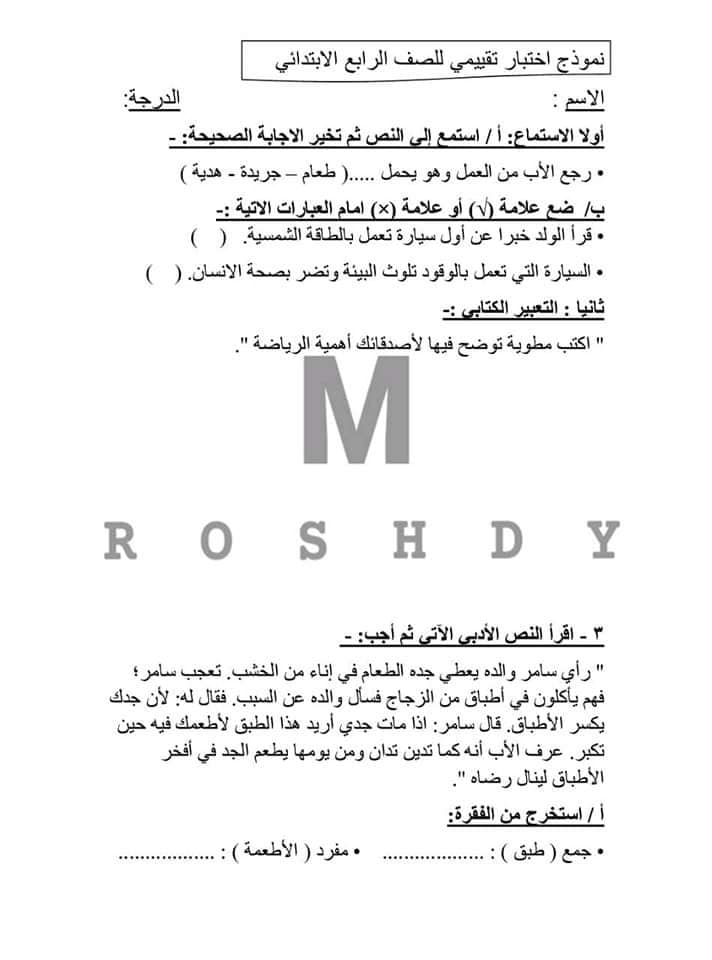 نموذج اختبار تقييمي للصف الرابع الابتدائي
الاسم : الدرجة:
أولا الاستماع: أ / استمع إلي النص ثم تخير الاجابة الصحيحة: -
• رجع الأب من العمل وهو يحمل .....( طعام – جريدة - هدية )
ب/ ضع علامة (√) أو علامة (×) امام العبارات الاتية :-
• قرأ الولد خبرا عن أول سيارة تعمل بالطاقة الشمسية. ( )
• السيارة التي تعمل بالوقود تلوث البيئة وتضر بصحة الانسان. ( )
ثانيا : التعبير الكتابي :-
" اكتب مطوية توضح فيها لأصدقائك أهمية الرياضة ".
M
R O S H D Y
٣ - اقرأ النص الأدبي الآتي ثم أجب: -
" رأي سامر والده يعطي جده الطعام في إناء من الخشب. تعجب سامر؛
فهم يأكلون في أطباق من الزجاج فسأل والده عن السبب. فقال له: لأن جدك
يكسر الأطباق. قال سامر: اذا مات جدي أريد هذا الطبق لأطعمك فيه حين
تكبر. عرف الأب أنه كما تدين تدان ومن يومها يطعم الجد في أفخر
الأطباق لينال رضاه ".
أ / استخرج من الفقرة:
• جمع ( طبق ) : ................... • مفرد ( الأطعمة ) : ..................